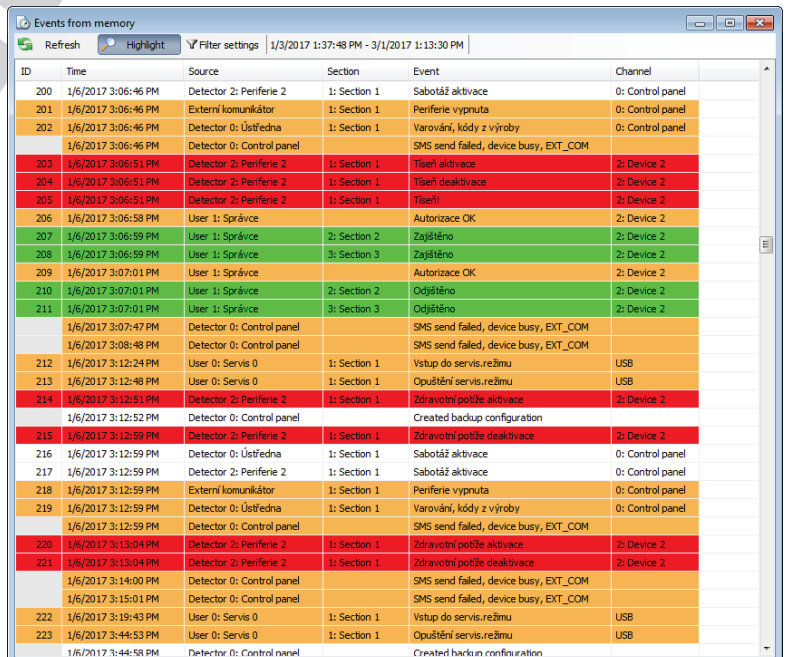 Events from memory
Refresh Highlight Filter settings 1/3/2017 1:37:48 PM - 3/1/2017 1:13:30 PM
ID Time Source Section Event Channel
200 1/6/2017 3:06:46 PM Detector 2: Periferie 2 1: Section 1 Sabotáž aktivace 0: Control panel
201 1/6/2017 3:06:46 PM Externí komunikátor 1: Section 1 Periferie vypnuta 0: Control panel
202 1/6/2017 3:06:46 PM Detector 0: Ústředna 1: Section 1 Varování, kódy z výroby 0: Control panel
1/6/2017 3:06:46 PM Detector 0: Control panel SMS send failed, device busy, EXT_COM
203 1/6/2017 3:06:51 PM Detector 2: Periferie 2 1: Section 1 Tíseň aktivace 2: Device 2
204 1/6/2017 3:06:51 PM Detector 2: Periferie 2 1: Section 1 Tíseň deaktivace 2: Device 2
205 1/6/2017 3:06:51 PM Detector 2: Periferie 2 1: Section 1 Tíseň! 2: Device 2
206 1/6/2017 3:06:58 PM User 1: Správce Autorizace OK 2: Device 2
207 1/6/2017 3:06:59 PM User 1: Správce 2: Section 2 Zajištěno 2: Device 2
208 1/6/2017 3:06:59 PM User 1: Správce 3: Section 3 Zajištěno 2: Device 2
209 1/6/2017 3:07:01 PM User 1: Správce Autorizace OK 2: Device 2
210 1/6/2017 3:07:01 PM User 1: Správce 2: Section 2 Odjištěno 2: Device 2
211 1/6/2017 3:07:01 PM User 1: Správce 3: Section 3 Odjištěno 2: Device 2
1/6/2017 3:07:47 PM Detector 0: Control panel SMS send failed, device busy, EXT_COM
1/6/2017 3:08:48 PM Detector 0: Control panel SMS send failed, device busy, EXT_COM
212 1/6/2017 3:12:24 PM User 0: Servis 0 1: Section 1 Vstup do servis.režimu USB
213 1/6/2017 3:12:48 PM User 0: Servis 0 1: Section 1 Opuštění servis.režimu USB
214 1/6/2017 3:12:51 PM Detector 2: Periferie 2 1: Section 1 Zdravotní potíže aktivace 2: Device 2
1/6/2017 3:12:52 PM Detector 0: Control panel Created backup configuration
215 1/6/2017 3:12:59 PM Detector 2: Periferie 2 1: Section 1 Zdravotní potíže deaktivace 2: Device 2
216 1/6/2017 3:12:59 PM Detector 0: Ústředna 1: Section 1 Sabotáž aktivace 0: Control panel
217 1/6/2017 3:12:59 PM Detector 2: Periferie 2 1: Section 1 Sabotáž aktivace 0: Control panel
218 1/6/2017 3:12:59 PM Externí komunikátor 1: Section 1 Periferie vypnuta 0: Control panel
219 1/6/2017 3:12:59 PM Detector 0: Ústředna 1: Section 1 Varování, kódy z výroby 0: Control panel
1/6/2017 3:12:59 PM Detector 0: Control panel SMS send failed, device busy, EXT_COM
220 1/6/2017 3:13:04 PM Detector 2: Periferie 2 1: Section 1 Zdravotní potíže aktivace 2: Device 2
221 1/6/2017 3:13:04 PM Detector 2: Periferie 2 1: Section 1 Zdravotní potíže deaktivace 2: Device 2
1/6/2017 3:14:00 PM Detector 0: Control panel SMS send failed, device busy, EXT_COM
1/6/2017 3:15:01 PM Detector 0: Control panel SMS send failed, device busy, EXT_COM
222 1/6/2017 3:19:43 PM User 0: Servis 0 1: Section 1 Vstup do servis.režimu USB
223 1/6/2017 3:44:53 PM User 0: Servis 0 1: Section 1 Opuštění servis.režimu USB
1/6/2017 3:44:58 PM Detector 0: Control panel Created backup configuration